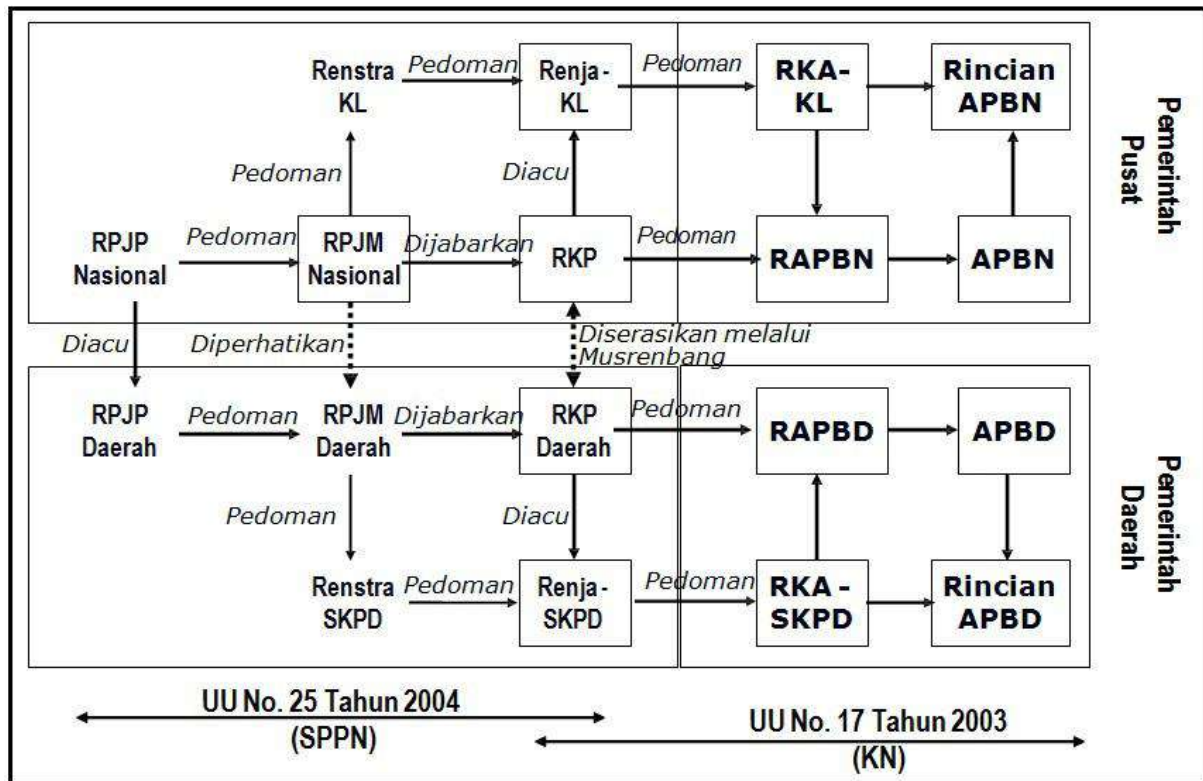 Renstra
KL
Pedoman
Renja -
KL
Pedoman
RKA-
KL
Rincian
APBN
Pemerintah
Pusat
Pedoman
Diacu
RPJP
Nasional
Pedoman
RPJM
Nasional
Dijabarkan
RKP
Pedoman
RAPBN
APBN
Diacu
Diperhatikan
Diserasikan melalui
Musrenbang
RPJP
Daerah
Pedoman
RPJM
Daerah
Dijabarkan
RKP
Daerah
Pedoman
RAPBD
APBD
Pemerintah
Daerah
Pedoman
Diacu
Renstra
SKPD
Pedoman
Renja -
SKPD
Pedoman
RKA -
SKPD
Rincian
APBD
UU No. 25 Tahun 2004
(SPPN)
UU No. 17 Tahun 2003
(KN)